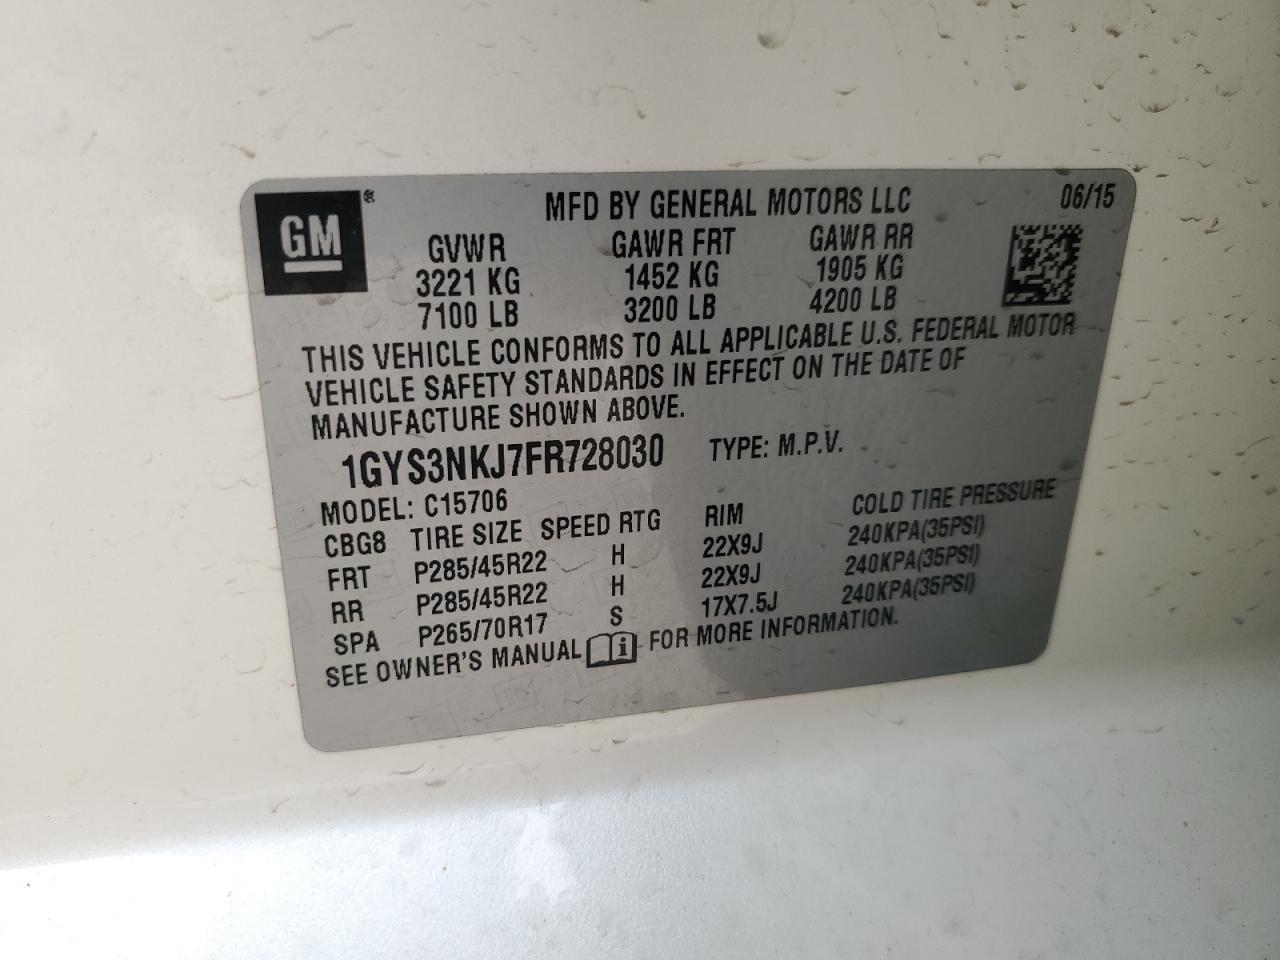 GM ®
MFD BY GENERAL MOTORS LLC 06/15
GVWR GAWR FRT GAWR RR
3221 KG 1452 KG 1905 KG
7100 LB 3200 LB 4200 LB
THIS VEHICLE CONFORMS TO ALL APPLICABLE U.S. FEDERAL MOTOR
VEHICLE SAFETY STANDARDS IN EFFECT ON THE DATE OF
MANUFACTURE SHOWN ABOVE.
1GYS3NKJ7FR728030 TYPE: M.P.V.
MODEL: C15706
CBG8 TIRE SIZE SPEED RTG RIM COLD TIRE PRESSURE
FRT P285/45R22 H 22X9J 240KPA(35PSI)
RR P285/45R22 H 22X9J 240KPA(35PSI)
SPA P265/70R17 S 17X7.5J 240KPA(35PSI)
SEE OWNER'S MANUAL i FOR MORE INFORMATION.